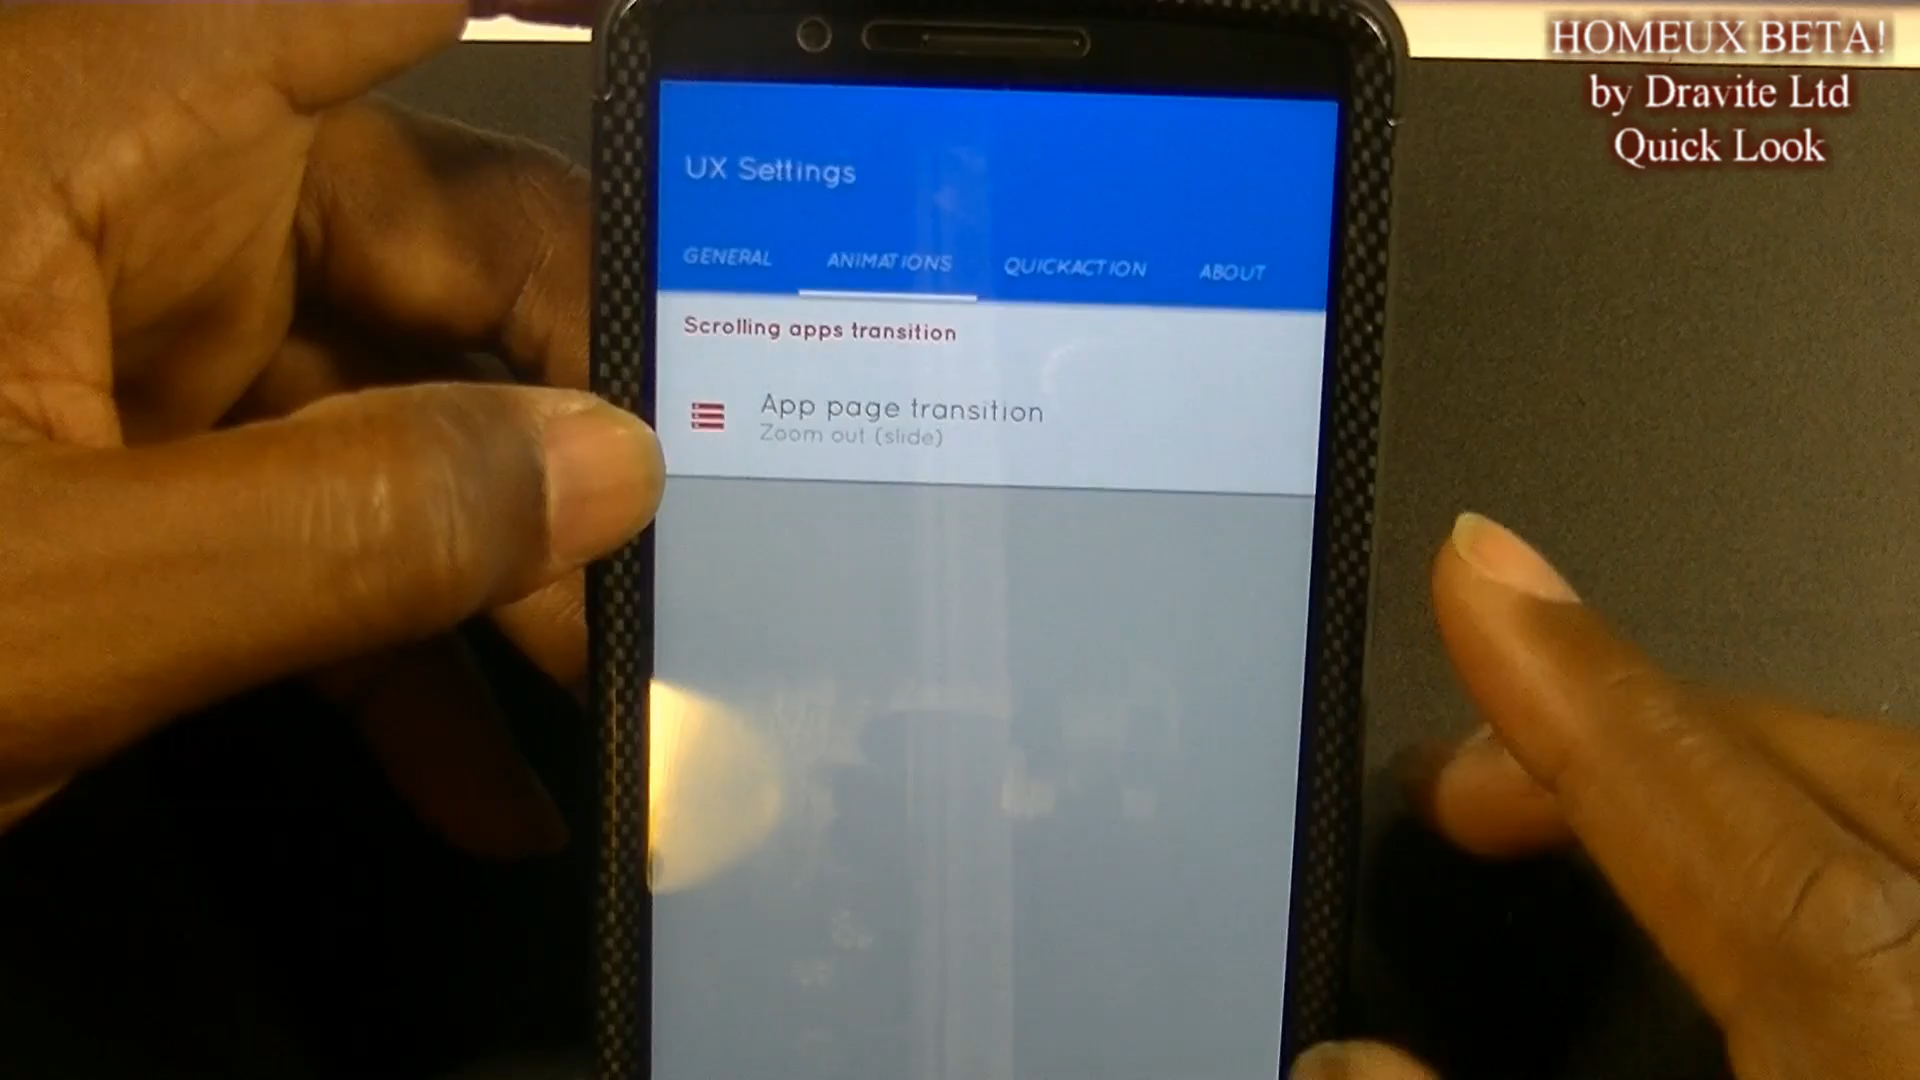 HOMEUX BETA!
by Dravite Ltd
Quick Look
UX Settings
GENERAL ANIMATIONS QUICKACTION ABOUT
Scrolling apps transition
App page transition
Zoom out (slide)